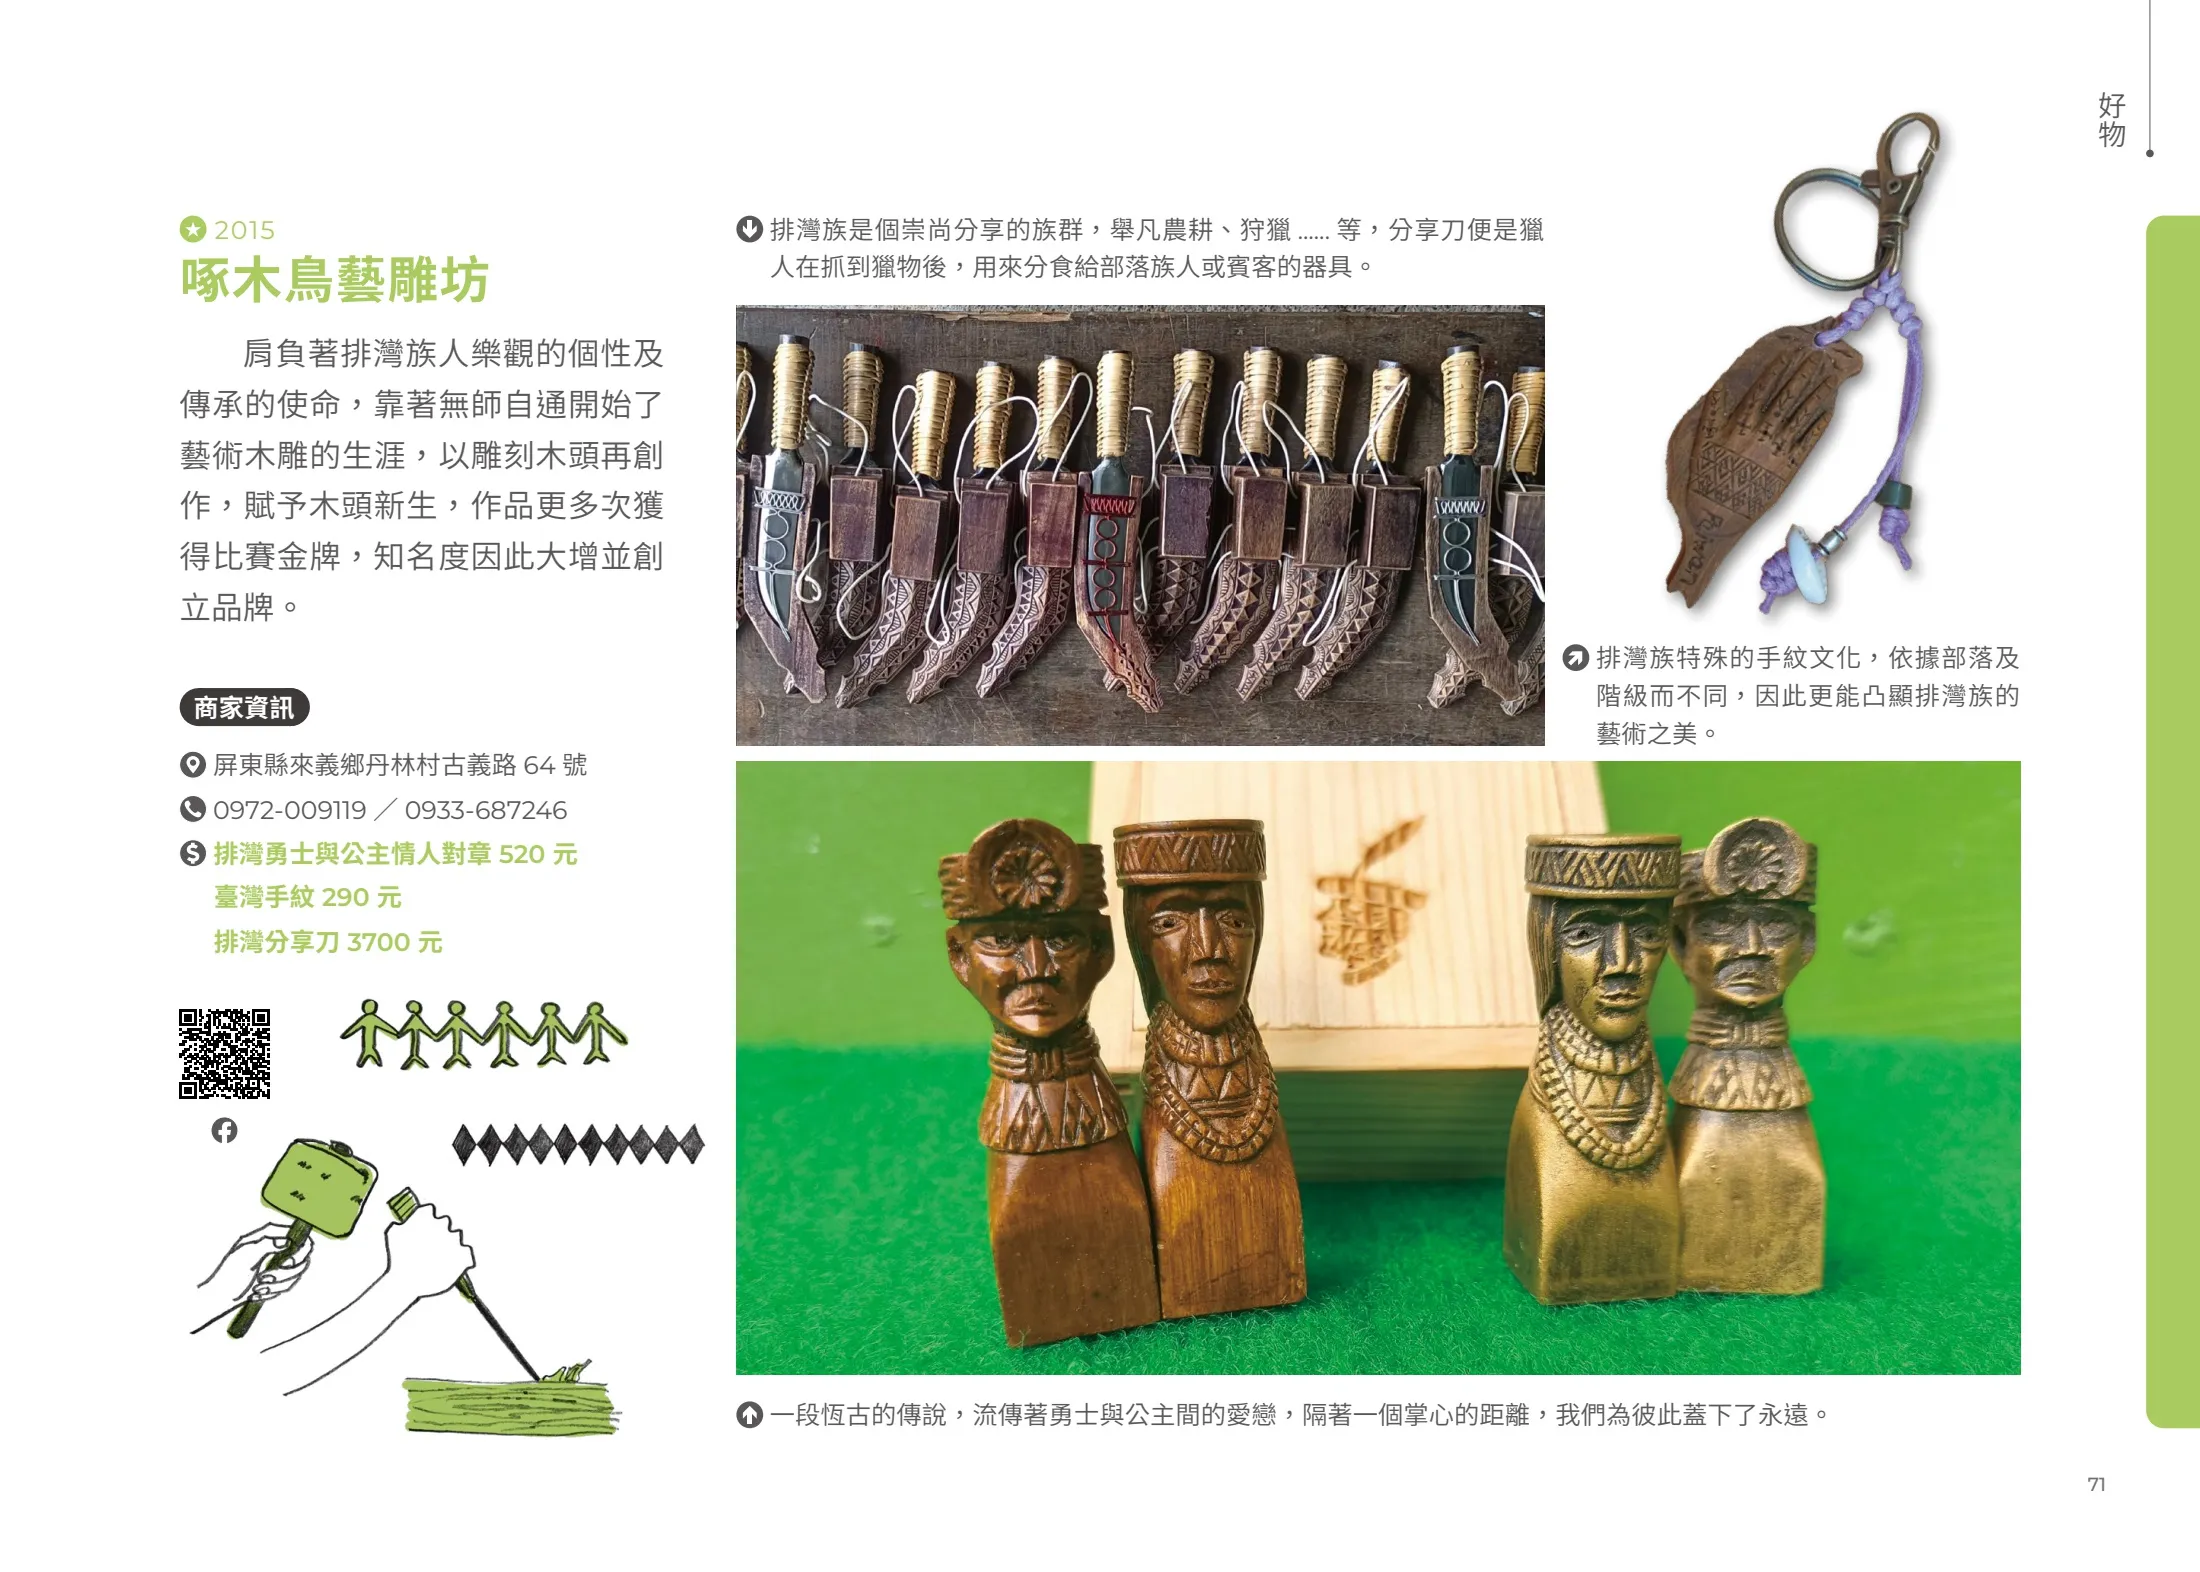 好物
2015
啄木鳥藝雕坊
肩負著排灣族人樂觀的個性及
傳承的使命，靠著無師自通開始了
藝術木雕的生涯，以雕刻木頭再創
作，賦予木頭新生，作品更多次獲
得比賽金牌，知名度因此大增並創
立品牌。
商家資訊
屏東縣來義鄉丹林村古義路 64 號
0972-009119 ／ 0933-687246
排灣勇士與公主情人對章 520 元
臺灣手紋 290 元
排灣分享刀 3700 元
排灣族是個崇尚分享的族群，舉凡農耕、狩獵 ...... 等，分享刀便是獵
人在抓到獵物後，用來分食給部落族人或賓客的器具。
Paiwan
排灣族特殊的手紋文化，依據部落及
階級而不同，因此更能凸顯排灣族的
藝術之美。
一段恆古的傳說，流傳著勇士與公主間的愛戀，隔著一個掌心的距離，我們為彼此蓋下了永遠。
71